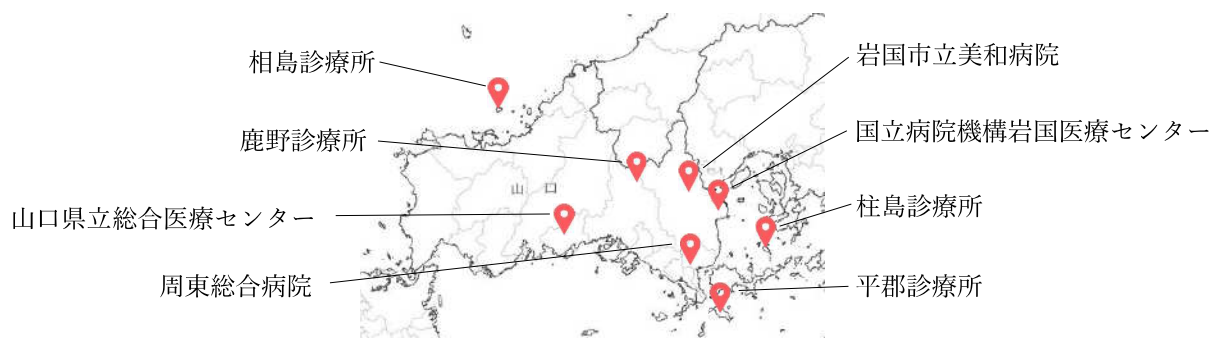 相島診療所
岩国市立美和病院
鹿野診療所
国立病院機構岩国医療センター
山口
柱島診療所
山口県立総合医療センター
周東総合病院
平郡診療所